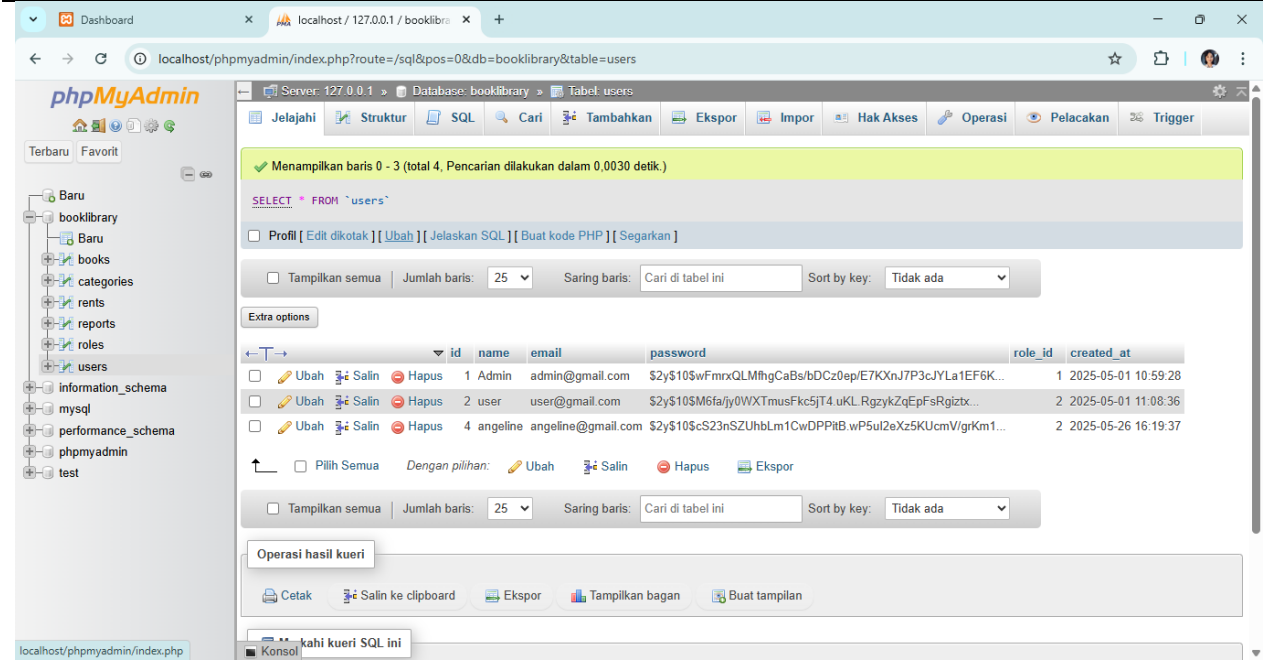 Dashboard
localhost / 127.0.0.1 / booklibra
localhost/phpmyadmin/index.php?route=/sql&pos=0&db=booklibrary&table=users
phpMyAdmin
Terbaru Favorit
Baru
booklibrary
Baru
books
categories
rents
reports
roles
users
information_schema
mysql
performance_schema
phpmyadmin
test
localhost/phpmyadmin/index.php
Server: 127.0.0.1 » Database: booklibrary » Tabel: users
Jelajahi Struktur SQL Cari Tambahkan Ekspor Impor Hak Akses Operasi Pelacakan Trigger
Menampilkan baris 0 - 3 (total 4, Pencarian dilakukan dalam 0,0030 detik.)
SELECT * FROM `users`
Profil [ Edit dikotak ] [ Ubah ] [ Jelaskan SQL ] [ Buat kode PHP ] [ Segarkan ]
Tampilkan semua | Jumlah baris: 25 Saring baris: Cari di tabel ini Sort by key: Tidak ada
Extra options
id name email password role_id created_at
Ubah Salin Hapus 1 Admin admin@gmail.com $2y$10$wFmrxQLMfhgCaBs/bDCz0ep/E7KXnJ7P3cJYLa1EF6K... 1 2025-05-01 10:59:28
Ubah Salin Hapus 2 user user@gmail.com $2y$10$M6fa/jy0WXTmusFkc5jT4.uKL.RgzykZqEpFsRgiztx... 2 2025-05-01 11:08:36
Ubah Salin Hapus 4 angeline angeline@gmail.com $2y$10$cS23nSZUhbLm1CwDPPitB.wP5ul2eXz5KUcmV/grKm1... 2 2025-05-26 16:19:37
Pilih Semua Dengan pilihan: Ubah Salin Hapus Ekspor
Tampilkan semua | Jumlah baris: 25 Saring baris: Cari di tabel ini Sort by key: Tidak ada
Operasi hasil kueri
Cetak Salin ke clipboard Ekspor Tampilkan bagan Buat tampilan
kueri SQL ini
Konsol